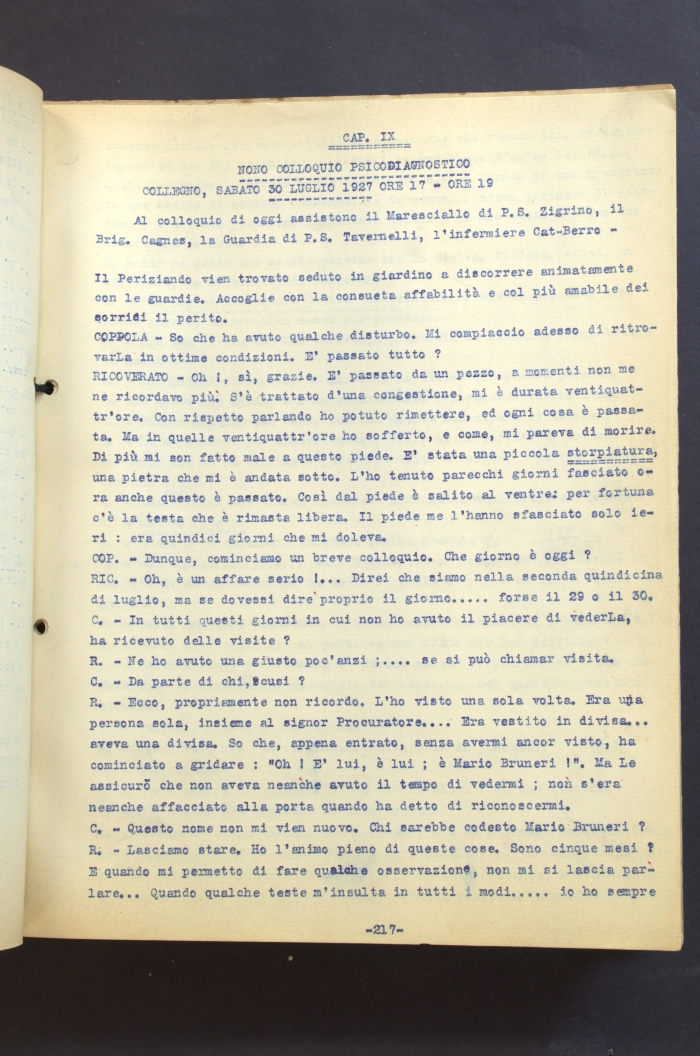 CAP. IX
NONO COLLOQUIO PSICODIAGNOSTICO
COLLEGNO, SABATO 30 LUGLIO 1927 ORE 17 - ORE 19
Al colloquio di oggi assistono il Maresciallo di P.S. Zigrino, il
Brig. Cagnes, la Guardia di P.S. Tavernelli, l'infermiere Cat-Berro -
Il Periziando vien trovato seduto in giardino a discorrere animatamente
con le guardie. Accoglie con la consueta affabilità e col più amabile dei
sorridi il perito.
COPPOLA - So che ha avuto qualche disturbo. Mi compiaccio adesso di ritro-
varLa in ottime condizioni. E' passato tutto ?
RICOVERATO - Oh !, sì, grazie. E' passato da un pezzo, a momenti non me
ne ricordavo più. S'è trattato d'una congestione, mi è durata ventiquat-
tr'ore. Con rispetto parlando ho potuto rimettere, ed ogni cosa è passa-
ta. Ma in quelle ventiquattr'ore ho sofferto, e come, mi pareva di morire.
Di più mi son fatto male a questo piede. E' stata una piccola storpiatura,
una pietra che mi è andata sotto. L'ho tenuto parecchi giorni fasciato o-
ra anche questo è passato. Così dal piede è salito al ventre: per fortuna
c'è la testa che è rimasta libera. Il piede me l'hanno sfasciato solo ie-
ri : era quindici giorni che mi doleva.
COP. - Dunque, cominciamo un breve colloquio. Che giorno è oggi ?
RIC. - Oh, è un affare serio !... Direi che siamo nella seconda quindicina
di luglio, ma se dovessi dire proprio il giorno..... forse il 29 o il 30.
C. - In tutti questi giorni in cui non ho avuto il piacere di vederLa,
ha ricevuto delle visite ?
R. - Ne ho avuto una giusto poc'anzi ;.... se si può chiamar visita.
C. - Da parte di chi, scusi ?
R. - Ecco, propriamente non ricordo. L'ho visto una sola volta. Era una
persona sola, insieme al signor Procuratore.... Era vestito in divisa...
aveva una divisa. So che, appena entrato, senza avermi ancor visto, ha
cominciato a gridare : "Oh ! E' lui, è lui ; è Mario Bruneri !". Ma Le
assicurō che non aveva neanche avuto il tempo di vedermi ; non s'era
neanche affacciato alla porta quando ha detto di riconoscermi.
C. - Questo nome non mi vien nuovo. Chi sarebbe codesto Mario Bruneri ?
R. - Lasciamo stare. Ho l'animo pieno di queste cose. Sono cinque mesi ?
E quando mi permetto di fare qualche osservazione, non mi si lascia par-
lare... Quando qualche teste m'insulta in tutti i modi..... io ho sempre
-217-